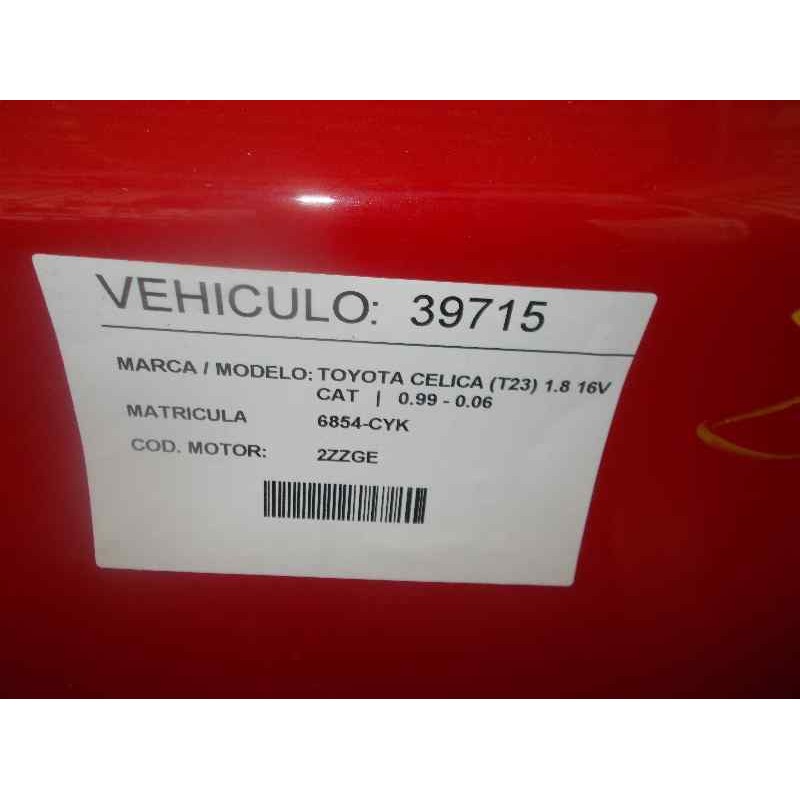 VEHICULO: 39715
MARCA / MODELO: TOYOTA CELICA (T23) 1.8 16V
CAT | 0.99 - 0.06
MATRICULA 6854-CYK
COD. MOTOR: 2ZZGE